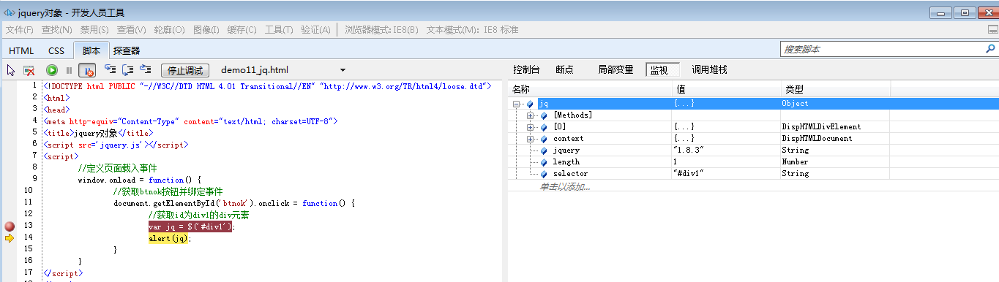 jquery对象 - 开发人员工具
文件(F) 查找(N) 禁用(S) 查看(V) 轮廓(O) 图像(I) 缓存(C) 工具(T) 验证(A) 浏览器模式: IE8(B) 文本模式(M): IE8 标准
HTML CSS 脚本 探查器 搜索脚本
停止调试 demo11_jq.html 控制台 断点 局部变量 监视 调用堆栈
1 <!DOCTYPE html PUBLIC "-//W3C//DTD HTML 4.01 Transitional//EN" "http://www.w3.org/TR/html4/loose.dtd">
2 <html>
3 <head>
4 <meta http-equiv="Content-Type" content="text/html; charset=UTF-8">
5 <title>jquery对象</title>
6 <script src='jquery.js'></script>
7 <script>
8 //定义页面载入事件
9 window.onload = function() {
10 //获取btnok按钮并绑定事件
11 document.getElementById('btnok').onclick = function() {
12 //获取id为div1的div元素
13 var jq = $('#div1');
14 alert(jq);
15 }
16 }
17 </script>
名称 值 类型
jq {...} Object
[Methods]
[0] {...} DispHTMLDivElement
context {...} DispHTMLDocument
jquery "1.8.3" String
length 1 Number
selector "#div1" String
单击以添加...